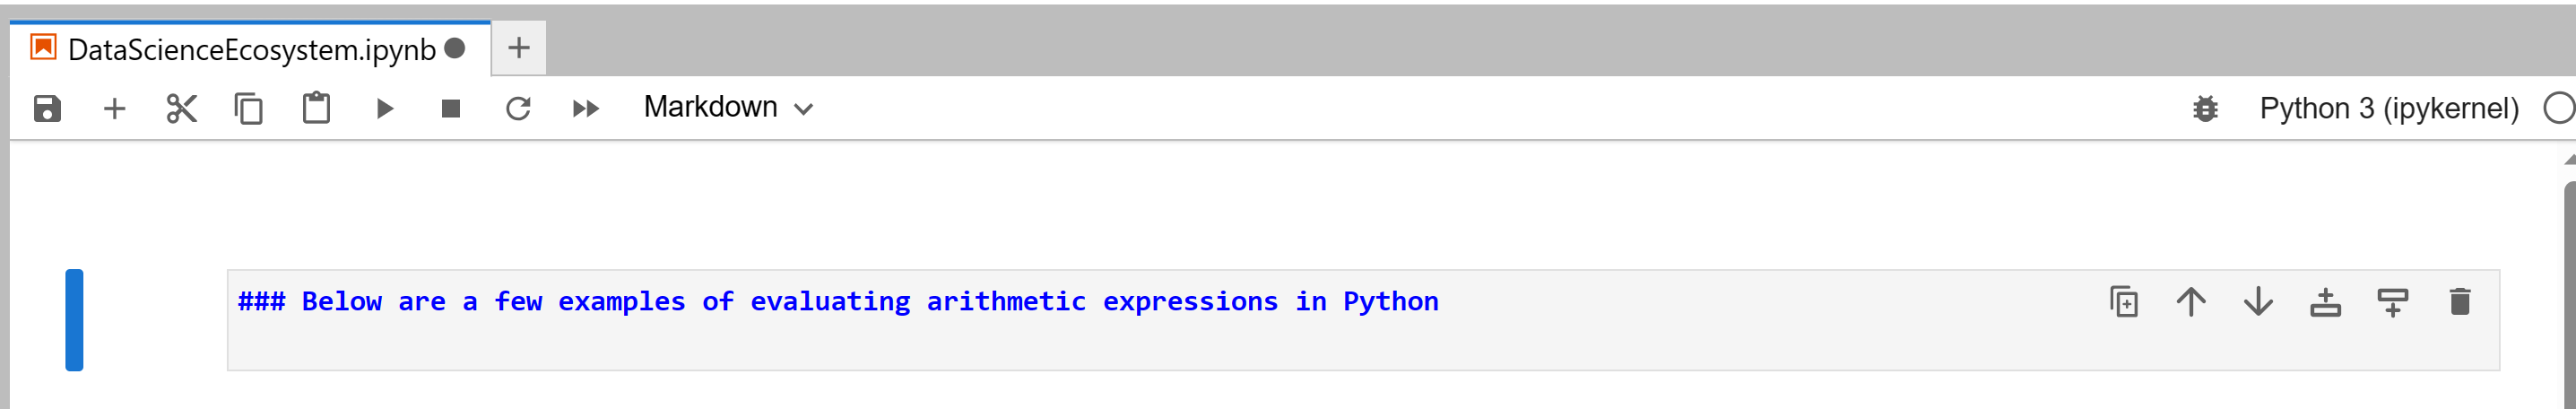 DataScienceEcosystem.ipynb
Markdown
Python 3 (ipykernel)
### Below are a few examples of evaluating arithmetic expressions in Python